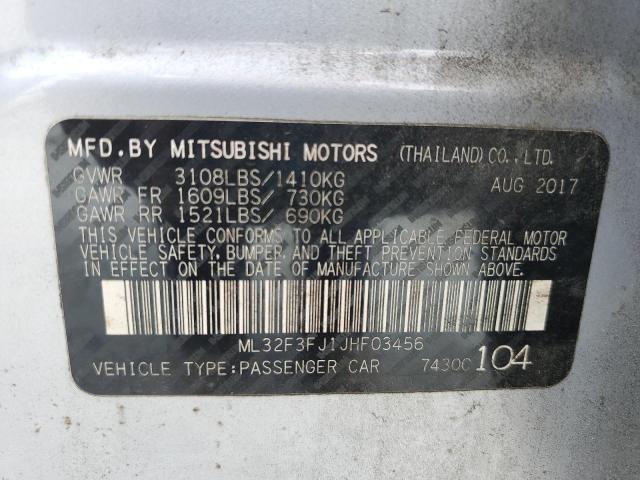 MFD.BY MITSUBISHI MOTORS (THAILAND)CO.,LTD.
GVWR 3108LBS/1410KG AUG 2017
GAWR FR 1609LBS/ 730KG
GAWR RR 1521LBS/ 690KG
THIS VEHICLE CONFORMS TO ALL APPLICABLE FEDERAL MOTOR
VEHICLE SAFETY, BUMPER, AND THEFT PREVENTION STANDARDS
IN EFFECT ON THE DATE OF MANUFACTURE SHOWN ABOVE.
ML32F3FJ1JHF03456
VEHICLE TYPE:PASSENGER CAR 7430C 104